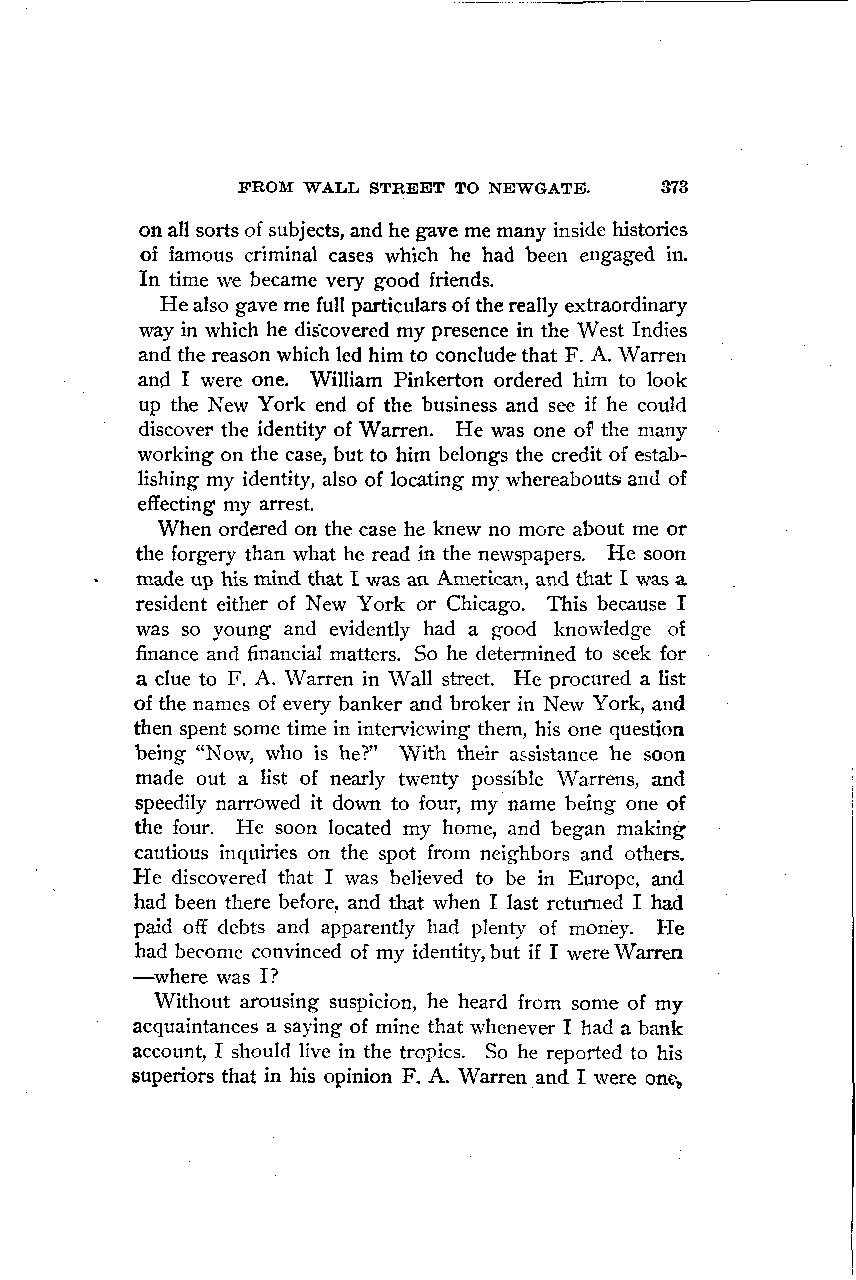 FROM WALL STREET TO NEWGATE. 373
on all sorts of subjects, and he gave me many inside histories
of famous criminal cases which he had been engaged in.
In time we became very good friends.
He also gave me full particulars of the really extraordinary
way in which he discovered my presence in the West Indies
and the reason which led him to conclude that F. A. Warren
and I were one. William Pinkerton ordered him to look
up the New York end of the business and see if he could
discover the identity of Warren. He was one of the many
working on the case, but to him belongs the credit of estab-
lishing my identity, also of locating my whereabouts and of
effecting my arrest.
When ordered on the case he knew no more about me or
the forgery than what he read in the newspapers. He soon
made up his mind that I was an American, and that I was a
resident either of New York or Chicago. This because I
was so young and evidently had a good knowledge of
finance and financial matters. So he determined to seek for
a clue to F. A. Warren in Wall street. He procured a list
of the names of every banker and broker in New York, and
then spent some time in interviewing them, his one question
being "Now, who is he?" With their assistance he soon
made out a list of nearly twenty possible Warrens, and
speedily narrowed it down to four, my name being one of
the four. He soon located my home, and began making
cautious inquiries on the spot from neighbors and others.
He discovered that I was believed to be in Europe, and
had been there before, and that when I last returned I had
paid off debts and apparently had plenty of money. He
had become convinced of my identity, but if I were Warren
—where was I?
Without arousing suspicion, he heard from some of my
acquaintances a saying of mine that whenever I had a bank
account, I should live in the tropics. So he reported to his
superiors that in his opinion F. A. Warren and I were one,